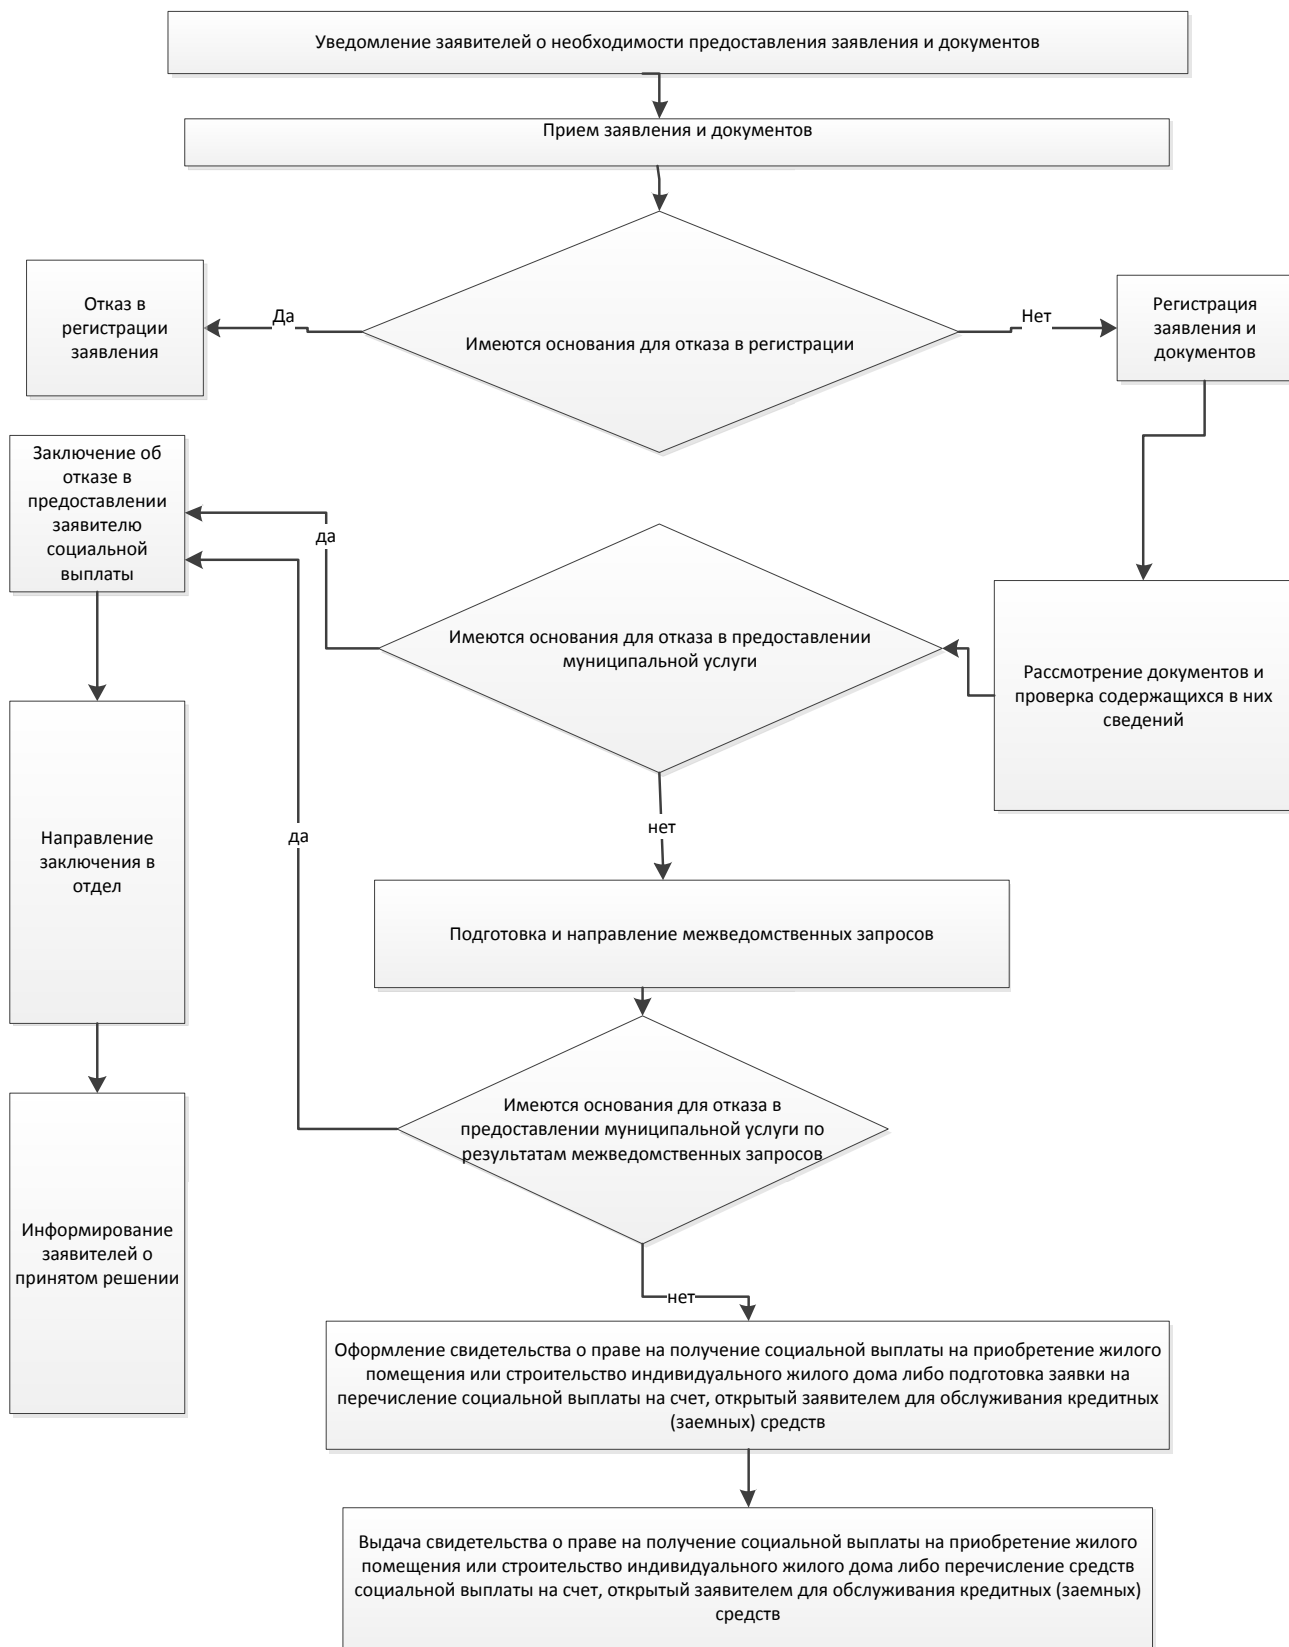 Уведомление заявителей о необходимости предоставления заявления и документов
Прием заявления и документов
Имеются основания для отказа в регистрации
Да
Нет
Отказ в
регистрации
заявления
Регистрация
заявления и
документов
Заключение об
отказе в
предоставлении
заявителю
социальной
выплаты
да
Имеются основания для отказа в предоставлении
муниципальной услуги
Рассмотрение документов и
проверка содержащихся в них
сведений
нет
да
Направление
заключения в
отдел
Подготовка и направление межведомственных запросов
Имеются основания для отказа в
предоставлении муниципальной услуги по
результатам межведомственных запросов
Информирование
заявителей о
принятом решении
нет
Оформление свидетельства о праве на получение социальной выплаты на приобретение жилого
помещения или строительство индивидуального жилого дома либо подготовка заявки на
перечисление социальной выплаты на счет, открытый заявителем для обслуживания кредитных
(заемных) средств
Выдача свидетельства о праве на получение социальной выплаты на приобретение жилого
помещения или строительство индивидуального жилого дома либо перечисление средств
социальной выплаты на счет, открытый заявителем для обслуживания кредитных (заемных)
средств